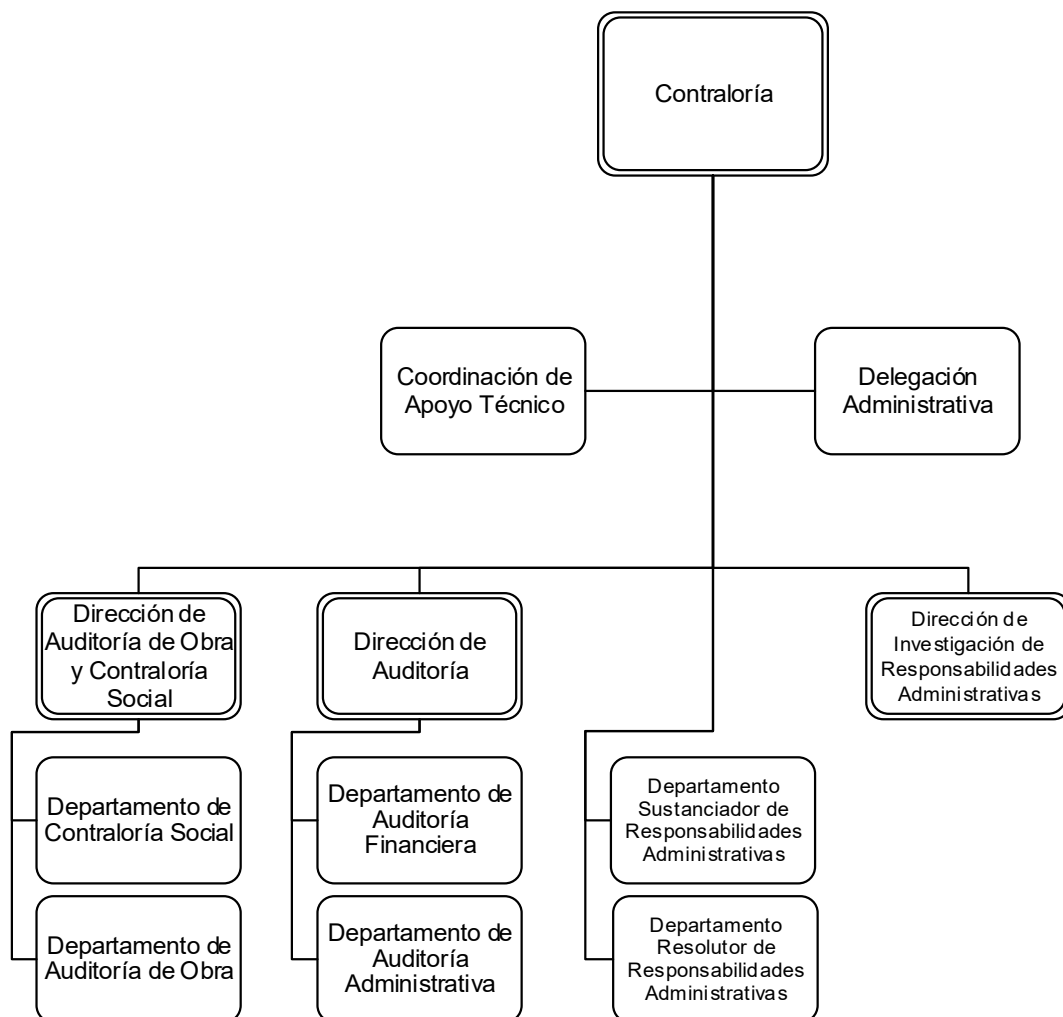 Contraloría
Coordinación de
Apoyo Técnico
Delegación
Administrativa
Dirección de
Auditoría de Obra
y Contraloría
Social
Dirección de
Auditoría
Dirección de
Investigación de
Responsabilidades
Administrativas
Departamento de
Contraloría Social
Departamento de
Auditoría
Financiera
Departamento
Sustanciador de
Responsabilidades
Administrativas
Departamento de
Auditoría de Obra
Departamento de
Auditoría
Administrativa
Departamento
Resolutor de
Responsabilidades
Administrativas